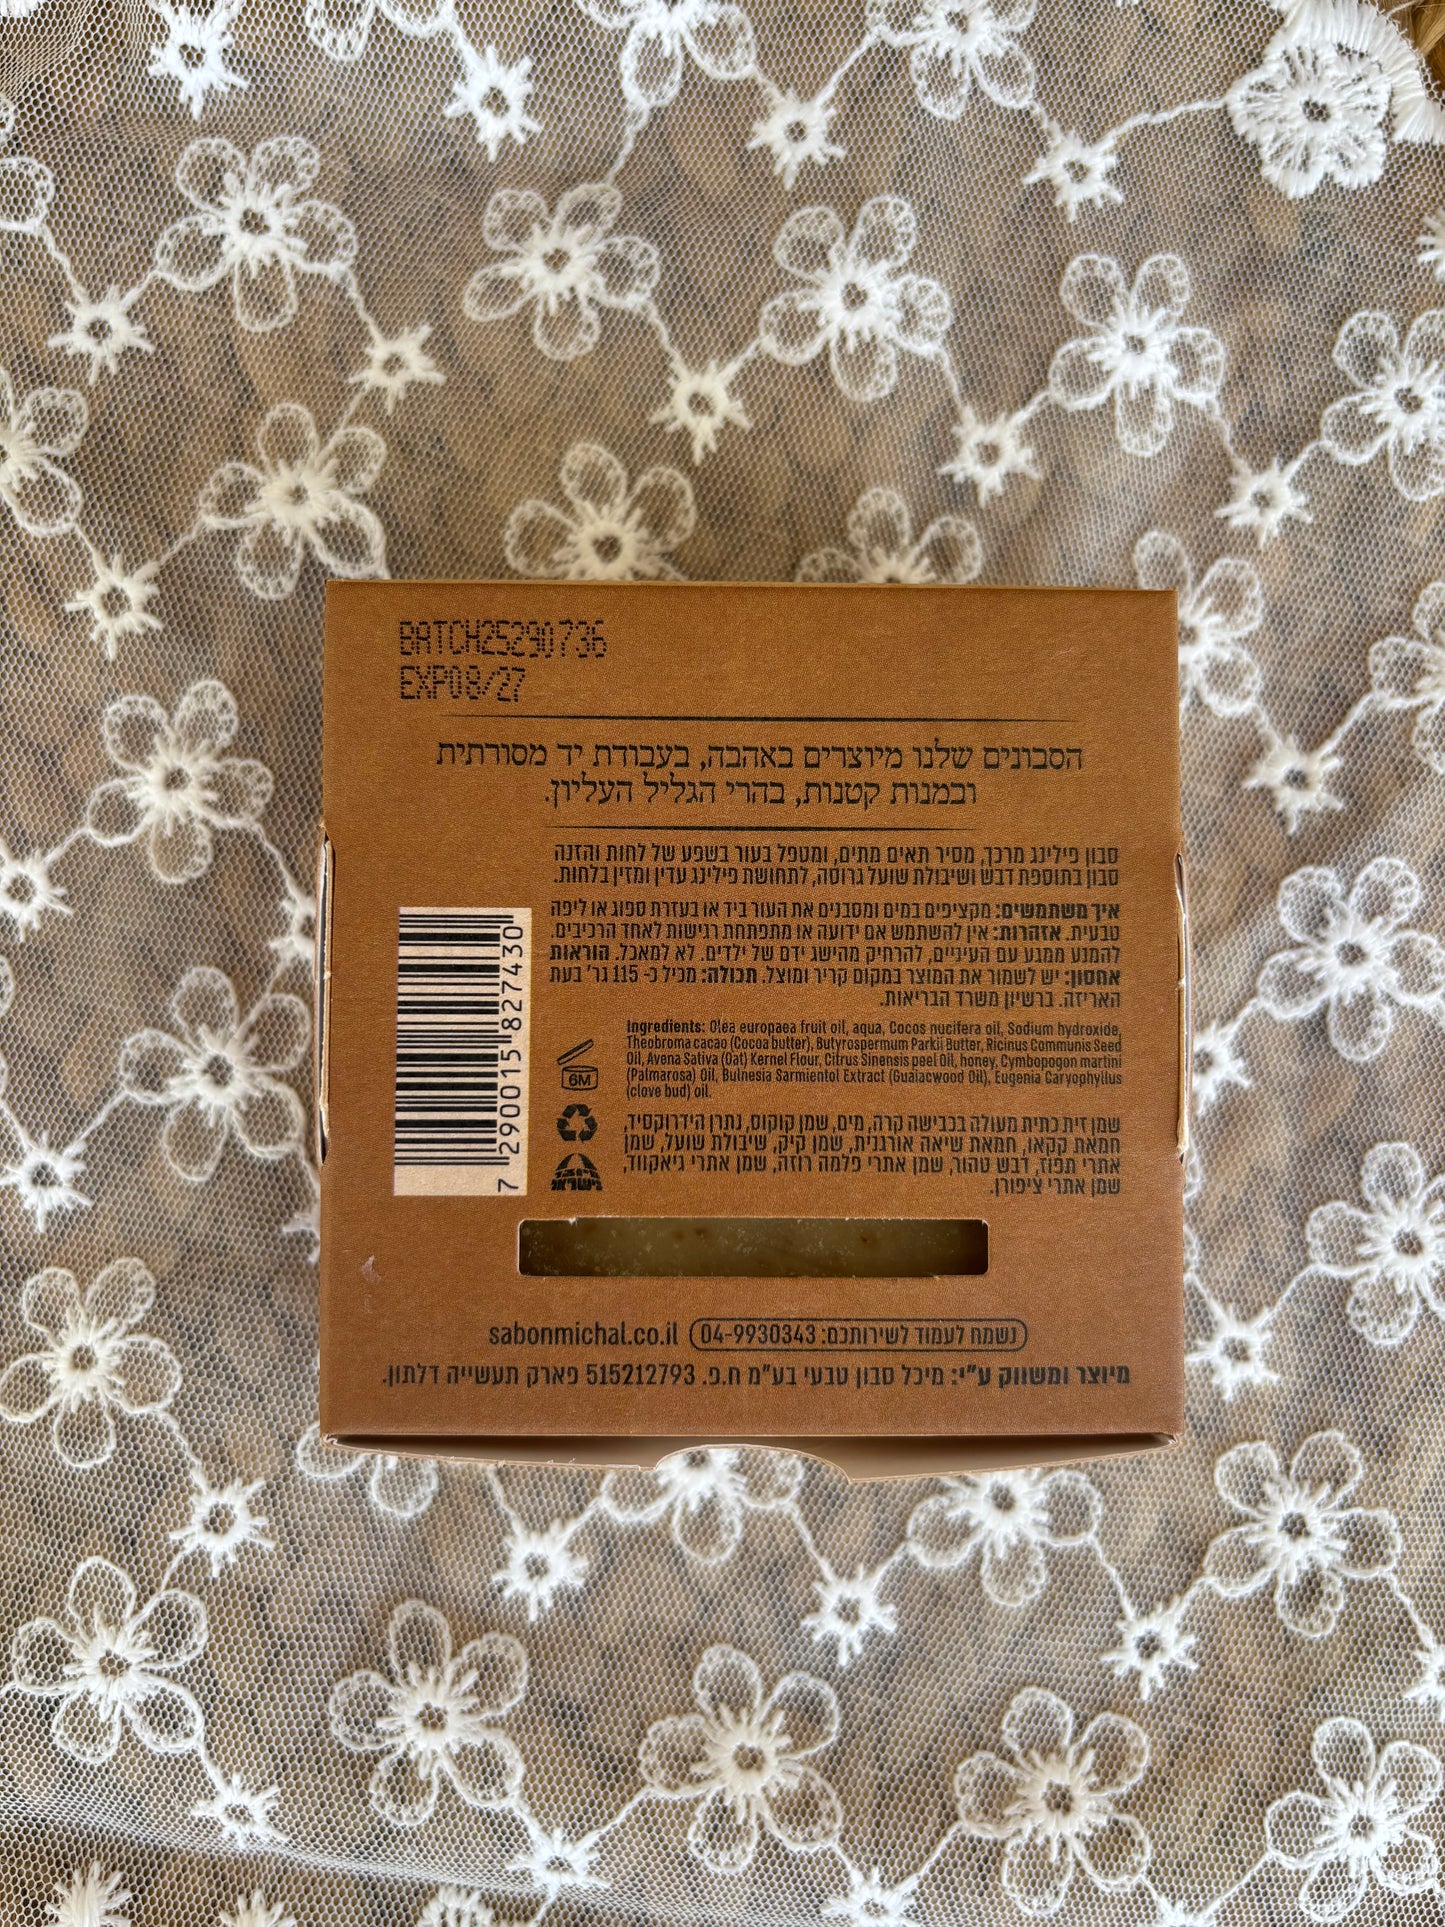 BATCH25290736
EXP08/27
הסבונים שלנו מיוצרים באהבה, בעבודת יד מסורתית
ובמנות קטנות, בהרי הגליל העליון.
סבון פילינג מרכך, מסיר תאים מתים, ומטפל בעור בשפע של לחות והזנה
סבון בתוספת דבש ושיבולת שועל גרוסה, לתחושת פילינג עדין ומזין בלחות.
איך משתמשים: מקציפים במים ומסבנים את העור ביד או בעזרת ספוג או ליפה
טבעית. אזהרות: אין להשתמש אם ידועה או מתפתחת רגישות לאחד הרכיבים.
להמנע ממגע עם העיניים, להרחיק מהישג ידם של ילדים. לא למאכל. הוראות
אחסון: יש לשמור את המוצר במקום קריר ומוצל. תכולה: מכיל כ- 115 גר' בעת
האריזה. ברשיון משרד הבריאות.
Ingredients: Olea europaea fruit oil, aqua, Cocos nucifera oil, Sodium hydroxide,
Theobroma cacao (Cocoa butter), Butyrospermum Parkii Butter, Ricinus Communis Seed
Oil, Avena Sativa (Oat) Kernel Flour, Citrus Sinensis peel Oil, honey, Cymbopogon martini
(Palmarosa) Oil, Bulnesia Sarmientol Extract (Guaiacwood Oil), Eugenia Caryophyllus
(clove bud) oil.
6M
שמן זית כתית מעולה בכבישה קרה, מים, שמן קוקוס, נתרן הידרוקסיד,
חמאת קקאו, חמאת שיאה אורגנית, שמן קיק, שיבולת שועל, שמן
אתרי תפוז, דבש טהור, שמן אתרי פלמה רוזה, שמן אתרי גיאקווד,
שמן אתרי ציפורן.
מיוצר
בישראל
7 290015 827430
נשמח לעמוד לשירותכם: 04-9930343 sabonmichal.co.il
מיוצר ומשווק ע"י: מיכל סבון טבעי בע"מ ח.פ. 515212793 פארק תעשייה דלתון.